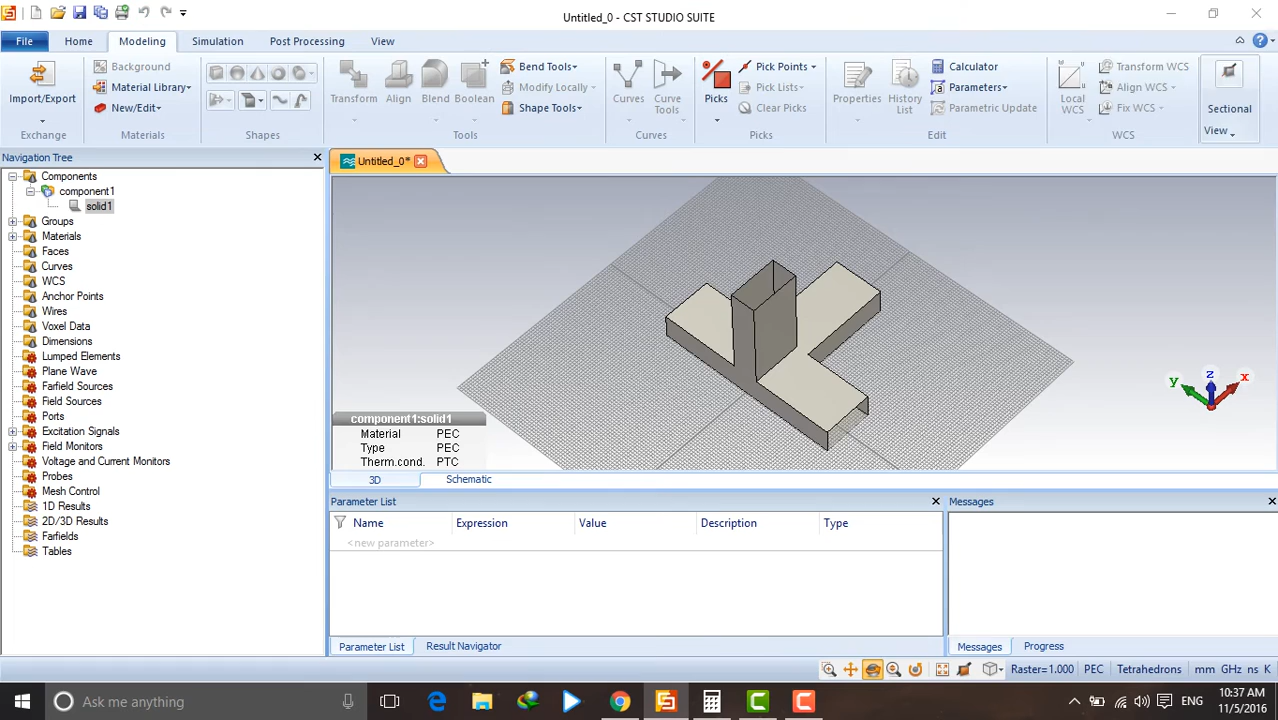 Untitled_0 - CST STUDIO SUITE
File
Home
Modeling
Simulation
Post Processing
View
Import/Export
Exchange
Background
Material Library
New/Edit
Materials
Shapes
Transform
Align
Blend
Boolean
Bend Tools
Modify Locally
Shape Tools
Tools
Curves
Curve
Tools
Curves
Picks
Pick Points
Pick Lists
Clear Picks
Picks
Properties
History
List
Calculator
Parameters
Parametric Update
Edit
Local
WCS
Transform WCS
Align WCS
Fix WCS
WCS
Sectional
View
Navigation Tree
Components
component1
solid1
Groups
Materials
Faces
Curves
WCS
Anchor Points
Wires
Voxel Data
Dimensions
Lumped Elements
Plane Wave
Farfield Sources
Field Sources
Ports
Excitation Signals
Field Monitors
Voltage and Current Monitors
Probes
Mesh Control
1D Results
2D/3D Results
Farfields
Tables
Untitled_0*
z
y
x
component1:solid1
Material PEC
Type PEC
Therm.cond. PTC
3D
Schematic
Parameter List
Name
Expression
Value
Description
Type
<new parameter>
Parameter List
Result Navigator
Messages
Messages
Progress
Raster=1.000 PEC Tetrahedrons mm GHz ns K
Ask me anything
ENG
10:37 AM
11/5/2016